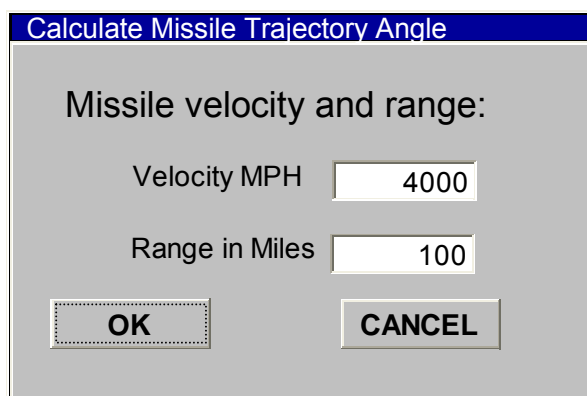 Calculate Missile Trajectory Angle
Missile velocity and range:
Velocity MPH 4000
Range in Miles 100
OK CANCEL